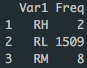 Var1 Freq
1 RH 2
2 RL 1509
3 RM 8